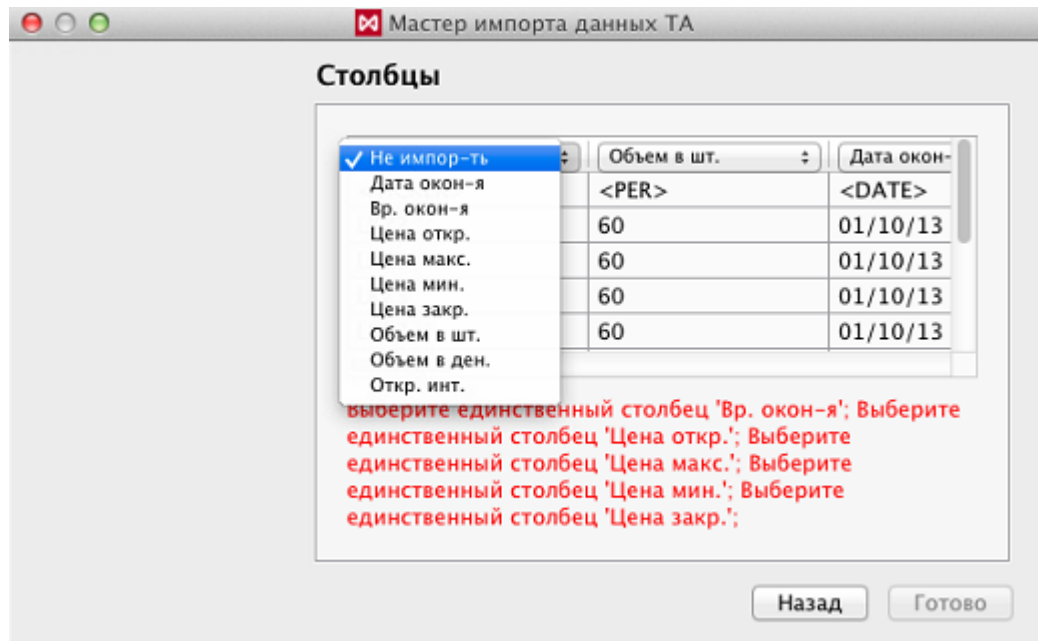 Мастер импорта данных ТА
Столбцы
✓ Не импор-ть
Дата окон-я
Вр. окон-я
Цена откр.
Цена макс.
Цена мин.
Цена закр.
Объем в шт.
Объем в ден.
Откр. инт.
Объем в шт. Дата окон-
<PER> <DATE>
60 01/10/13
60 01/10/13
60 01/10/13
60 01/10/13
Выберите единственный столбец 'Вр. окон-я'; Выберите
единственный столбец 'Цена откр.'; Выберите
единственный столбец 'Цена макс.'; Выберите
единственный столбец 'Цена мин.'; Выберите
единственный столбец 'Цена закр.';
Назад Готово